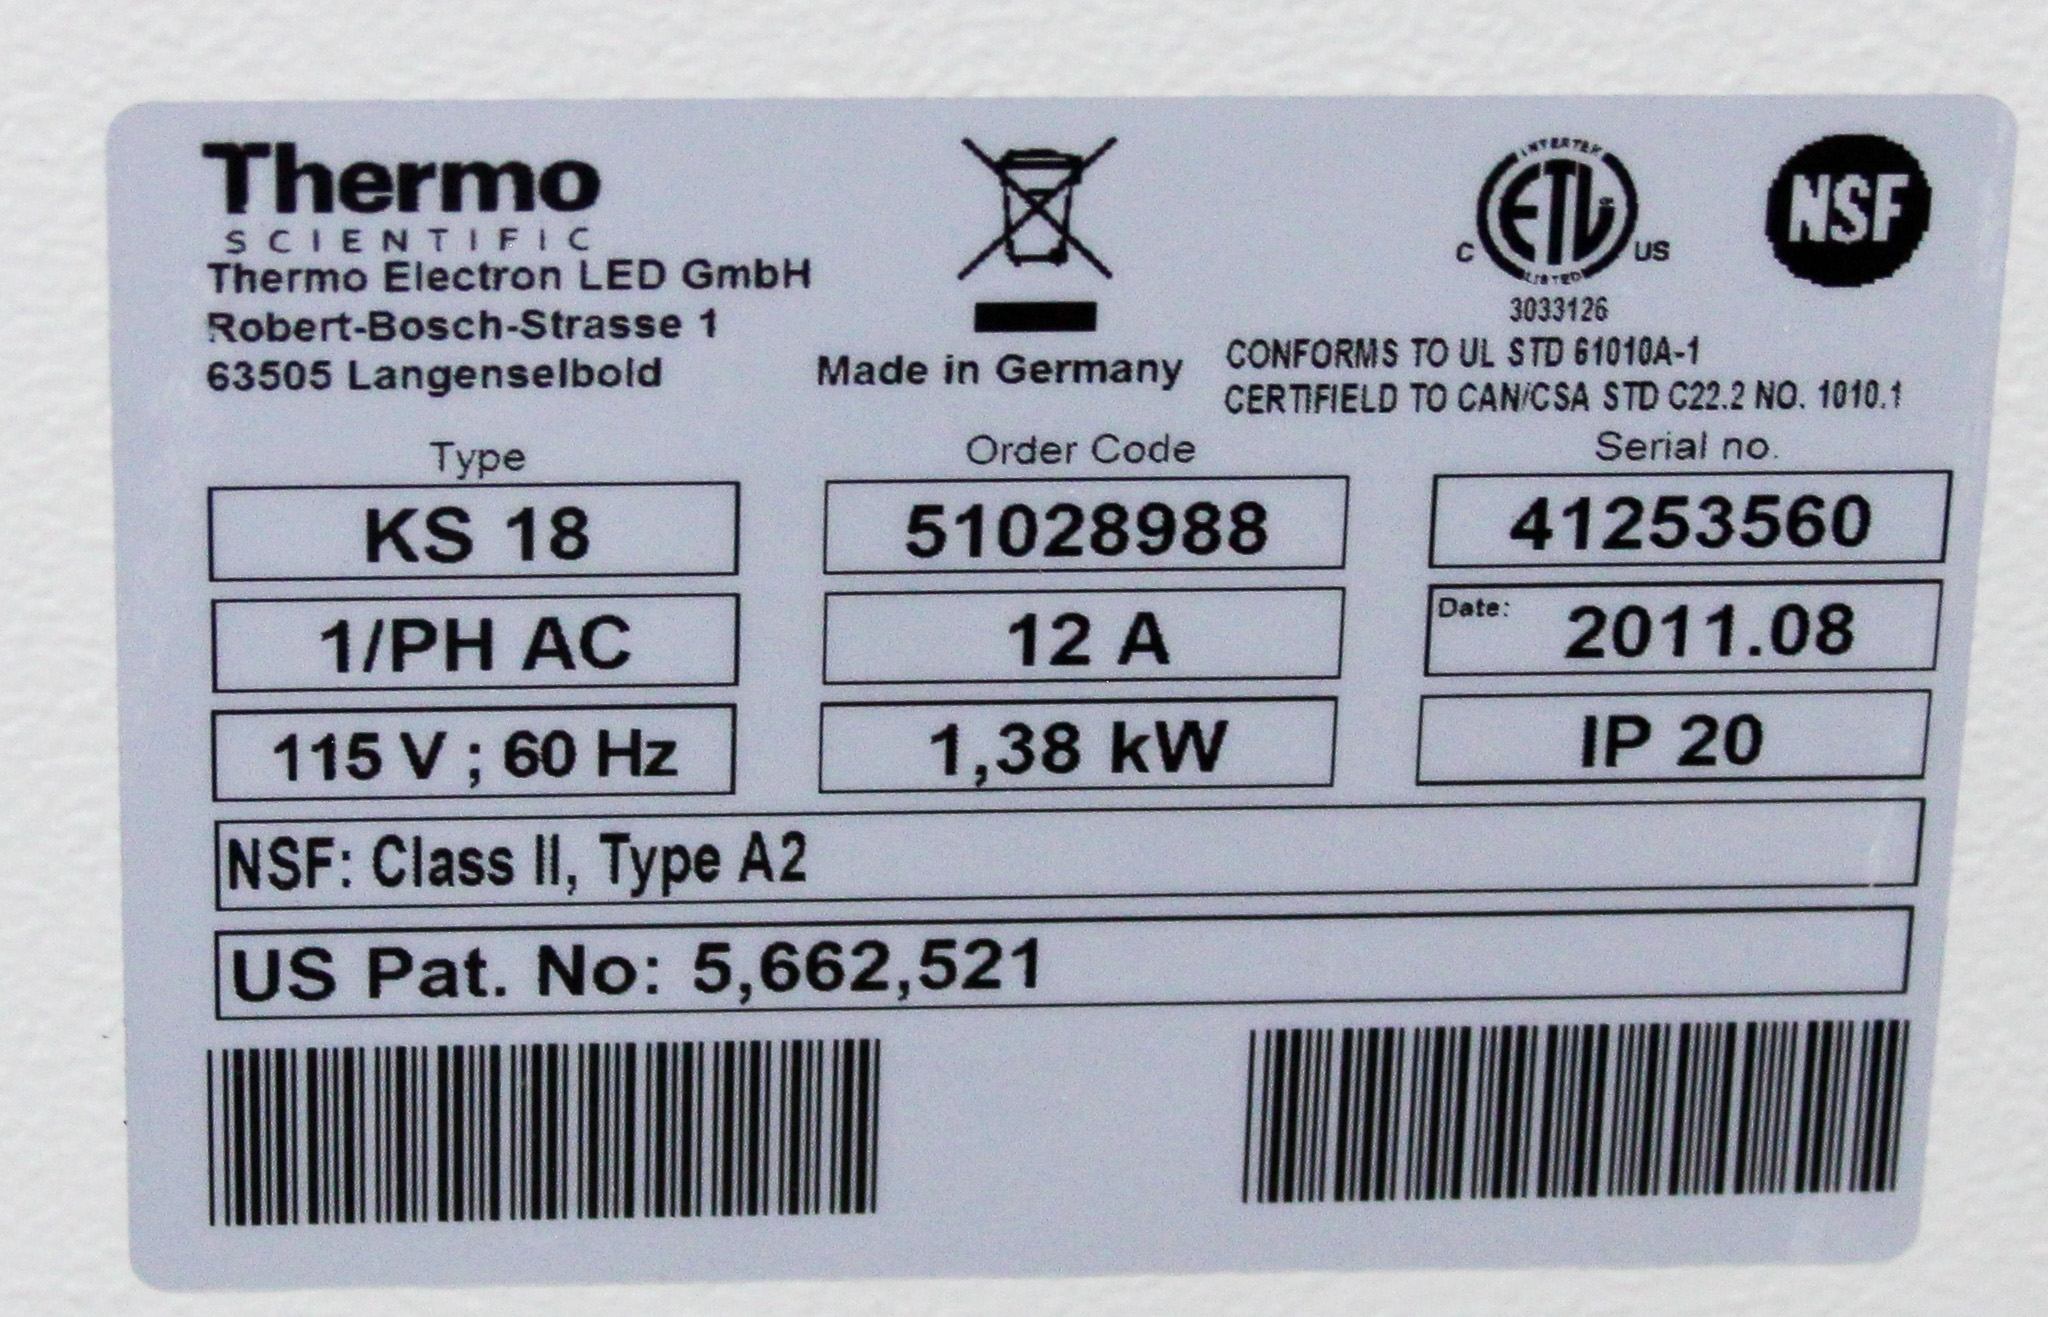 Thermo
SCIENTIFIC
Thermo Electron LED GmbH
Robert-Bosch-Strasse 1
63505 Langenselbold
Made in Germany
INTERTEK
C ETL US
LISTED
3033126
NSF
CONFORMS TO UL STD 61010A-1
CERTIFIELD TO CAN/CSA STD C22.2 NO. 1010.1
Type Order Code Serial no.
KS 18 51028988 41253560
1/PH AC 12 A Date: 2011.08
115 V ; 60 Hz 1,38 kW IP 20
NSF: Class II, Type A2
US Pat. No: 5,662,521